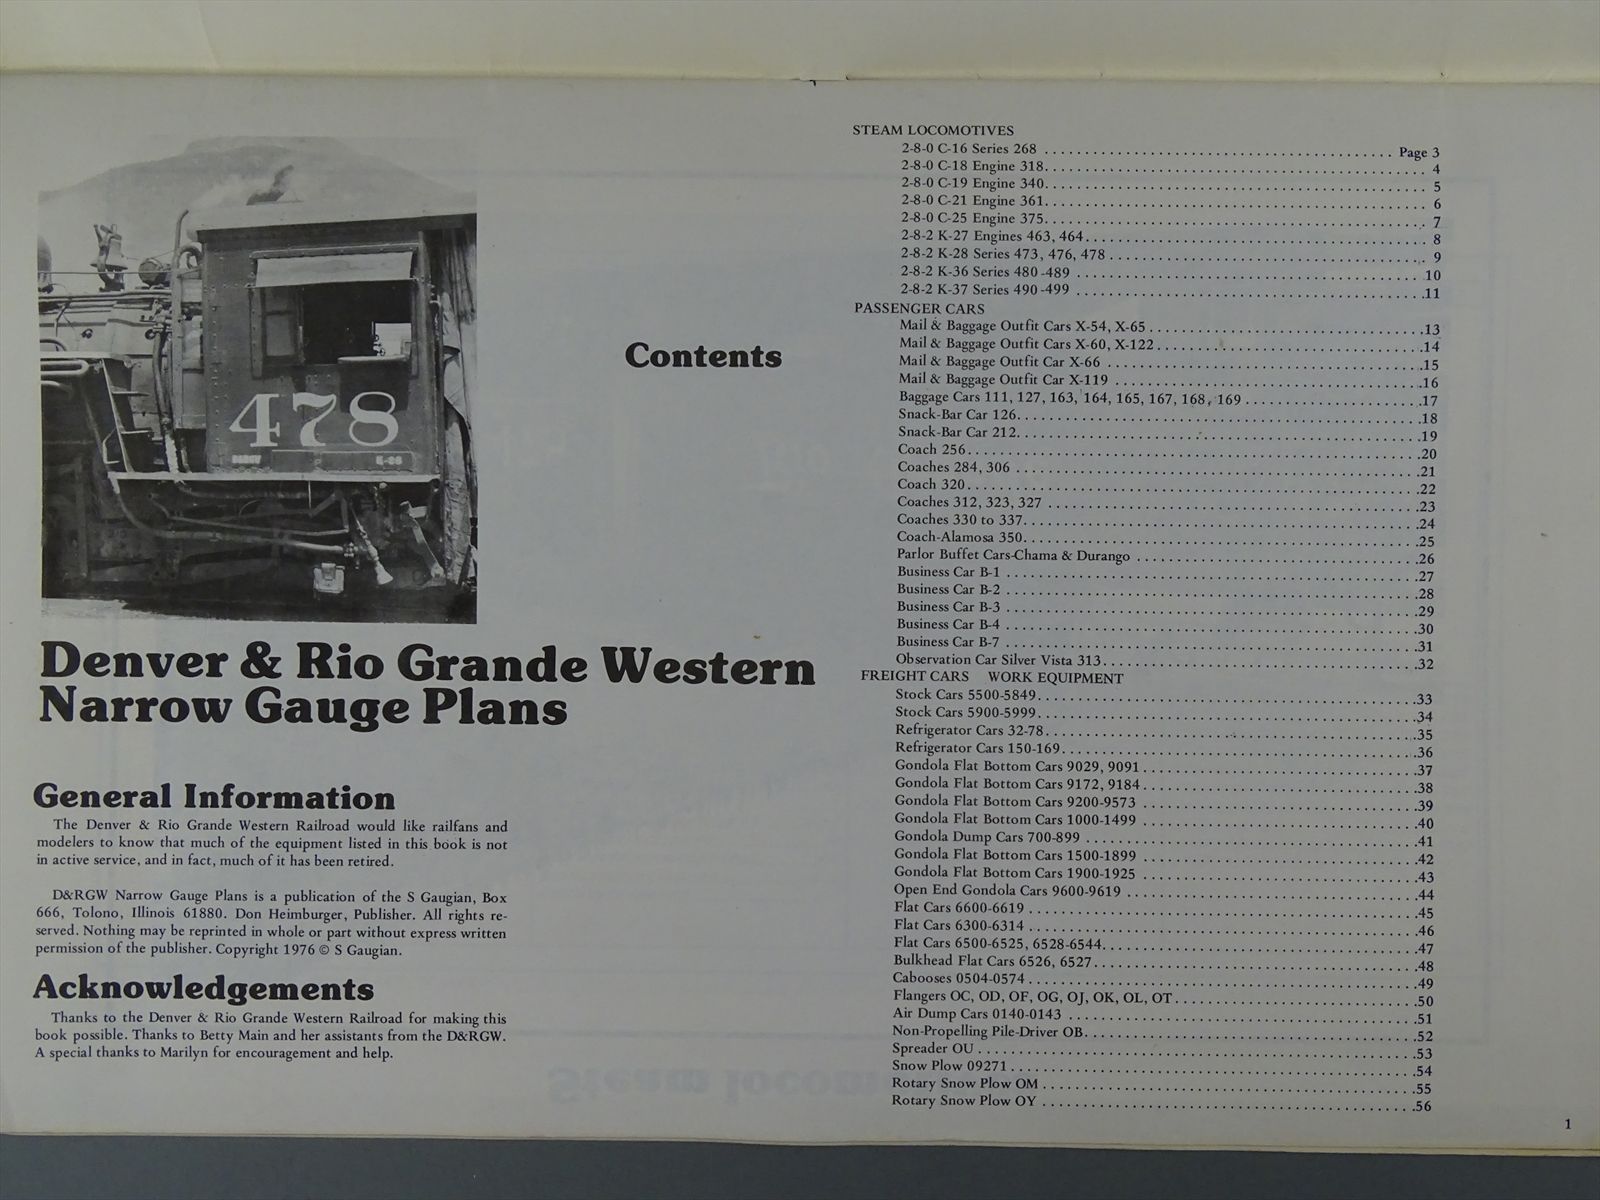 478
Denver & Rio Grande Western
Narrow Gauge Plans
General Information
The Denver & Rio Grande Western Railroad would like railfans and
modelers to know that much of the equipment listed in this book is not
in active service, and in fact, much of it has been retired.
D&RGW Narrow Gauge Plans is a publication of the S Gaugian, Box
666, Tolono, Illinois 61880. Don Heimburger, Publisher. All rights re-
served. Nothing may be reprinted in whole or part without express written
permission of the publisher. Copyright 1976 © S Gaugian.
Acknowledgements
Thanks to the Denver & Rio Grande Western Railroad for making this
book possible. Thanks to Betty Main and her assistants from the D&RGW.
A special thanks to Marilyn for encouragement and help.
Contents
STEAM LOCOMOTIVES
2-8-0 C-16 Series 268 . . . . . Page 3
2-8-0 C-18 Engine 318. . . . . 4
2-8-0 C-19 Engine 340. . . . . 5
2-8-0 C-21 Engine 361. . . . . 6
2-8-0 C-25 Engine 375. . . . . 7
2-8-2 K-27 Engines 463, 464. . . . . 8
2-8-2 K-28 Series 473, 476, 478 . . . . . 9
2-8-2 K-36 Series 480-489 . . . . . 10
2-8-2 K-37 Series 490-499 . . . . . 11
PASSENGER CARS
Mail & Baggage Outfit Cars X-54, X-65 . . . . . 13
Mail & Baggage Outfit Cars X-60, X-122 . . . . . 14
Mail & Baggage Outfit Car X-66 . . . . . 15
Mail & Baggage Outfit Car X-119 . . . . . 16
Baggage Cars 111, 127, 163, 164, 165, 167, 168, 169 . . . . . 17
Snack-Bar Car 126. . . . . 18
Snack-Bar Car 212. . . . . 19
Coach 256. . . . . 20
Coaches 284, 306 . . . . . 21
Coach 320. . . . . 22
Coaches 312, 323, 327 . . . . . 23
Coaches 330 to 337. . . . . 24
Coach-Alamosa 350. . . . . 25
Parlor Buffet Cars-Chama & Durango . . . . . 26
Business Car B-1 . . . . . 27
Business Car B-2 . . . . . 28
Business Car B-3 . . . . . 29
Business Car B-4 . . . . . 30
Business Car B-7 . . . . . 31
Observation Car Silver Vista 313. . . . . 32
FREIGHT CARS WORK EQUIPMENT
Stock Cars 5500-5849. . . . . 33
Stock Cars 5900-5999. . . . . 34
Refrigerator Cars 32-78. . . . . 35
Refrigerator Cars 150-169. . . . . 36
Gondola Flat Bottom Cars 9029, 9091 . . . . . 37
Gondola Flat Bottom Cars 9172, 9184 . . . . . 38
Gondola Flat Bottom Cars 9200-9573 . . . . . 39
Gondola Flat Bottom Cars 1000-1499 . . . . . 40
Gondola Dump Cars 700-899 . . . . . 41
Gondola Flat Bottom Cars 1500-1899 . . . . . 42
Gondola Flat Bottom Cars 1900-1925 . . . . . 43
Open End Gondola Cars 9600-9619 . . . . . 44
Flat Cars 6600-6619 . . . . . 45
Flat Cars 6300-6314 . . . . . 46
Flat Cars 6500-6525, 6528-6544. . . . . 47
Bulkhead Flat Cars 6526, 6527. . . . . 48
Cabooses 0504-0574 . . . . . 49
Flangers OC, OD, OF, OG, OJ, OK, OL, OT . . . . . 50
Air Dump Cars 0140-0143 . . . . . 51
Non-Propelling Pile-Driver OB. . . . . 52
Spreader OU . . . . . 53
Snow Plow 09271 . . . . . 54
Rotary Snow Plow OM . . . . . 55
Rotary Snow Plow OY . . . . . 56
1